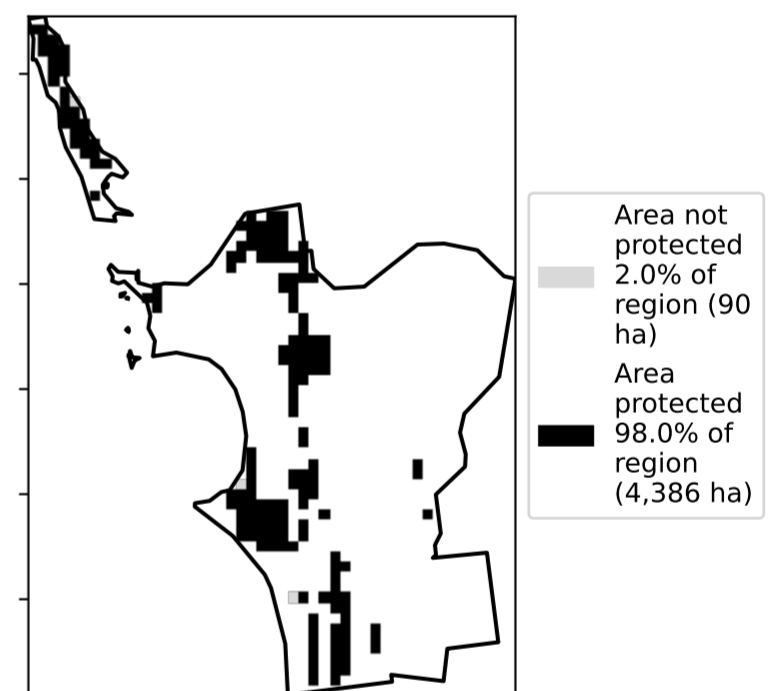 Area not
protected
2.0% of
region (90
ha)
Area
protected
98.0% of
region
(4,386 ha)